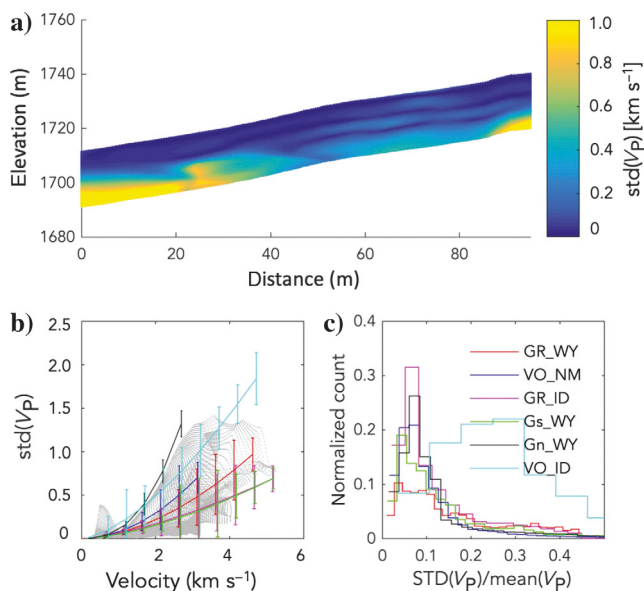 a)
1760
1740
1720
1700
1680
Elevation (m)
0 20 40 60 80
Distance (m)
1.0
0.8
0.6
0.4
0.2
0
std(VP) [km s⁻¹]
b)
2.5
2.0
1.5
1.0
0.5
0
std(VP)
0 2 4 6
Velocity (km s⁻¹)
c)
0.4
0.3
0.2
0.1
0
Normalized count
GR_WY
VO_NM
GR_ID
Gs_WY
Gn_WY
VO_ID
0 0.1 0.2 0.3 0.4
STD(VP)/mean(VP)